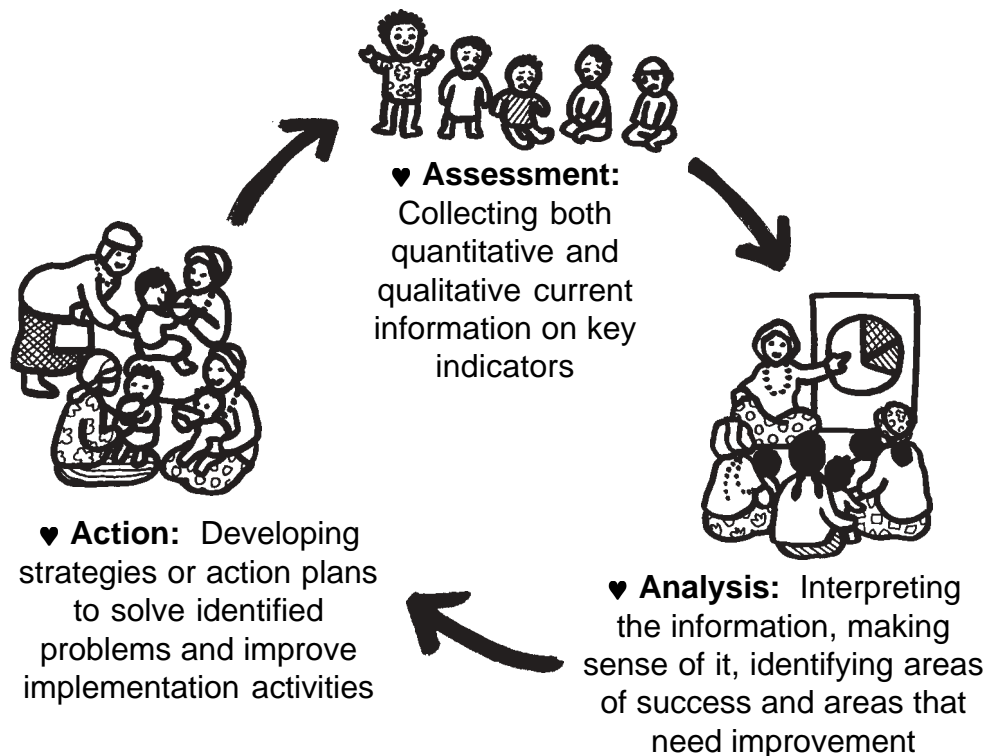 ♥ Assessment:
Collecting both
quantitative and
qualitative current
information on key
indicators
♥ Analysis: Interpreting
the information, making
sense of it, identifying areas
of success and areas that
need improvement
♥ Action: Developing
strategies or action plans
to solve identified
problems and improve
implementation activities